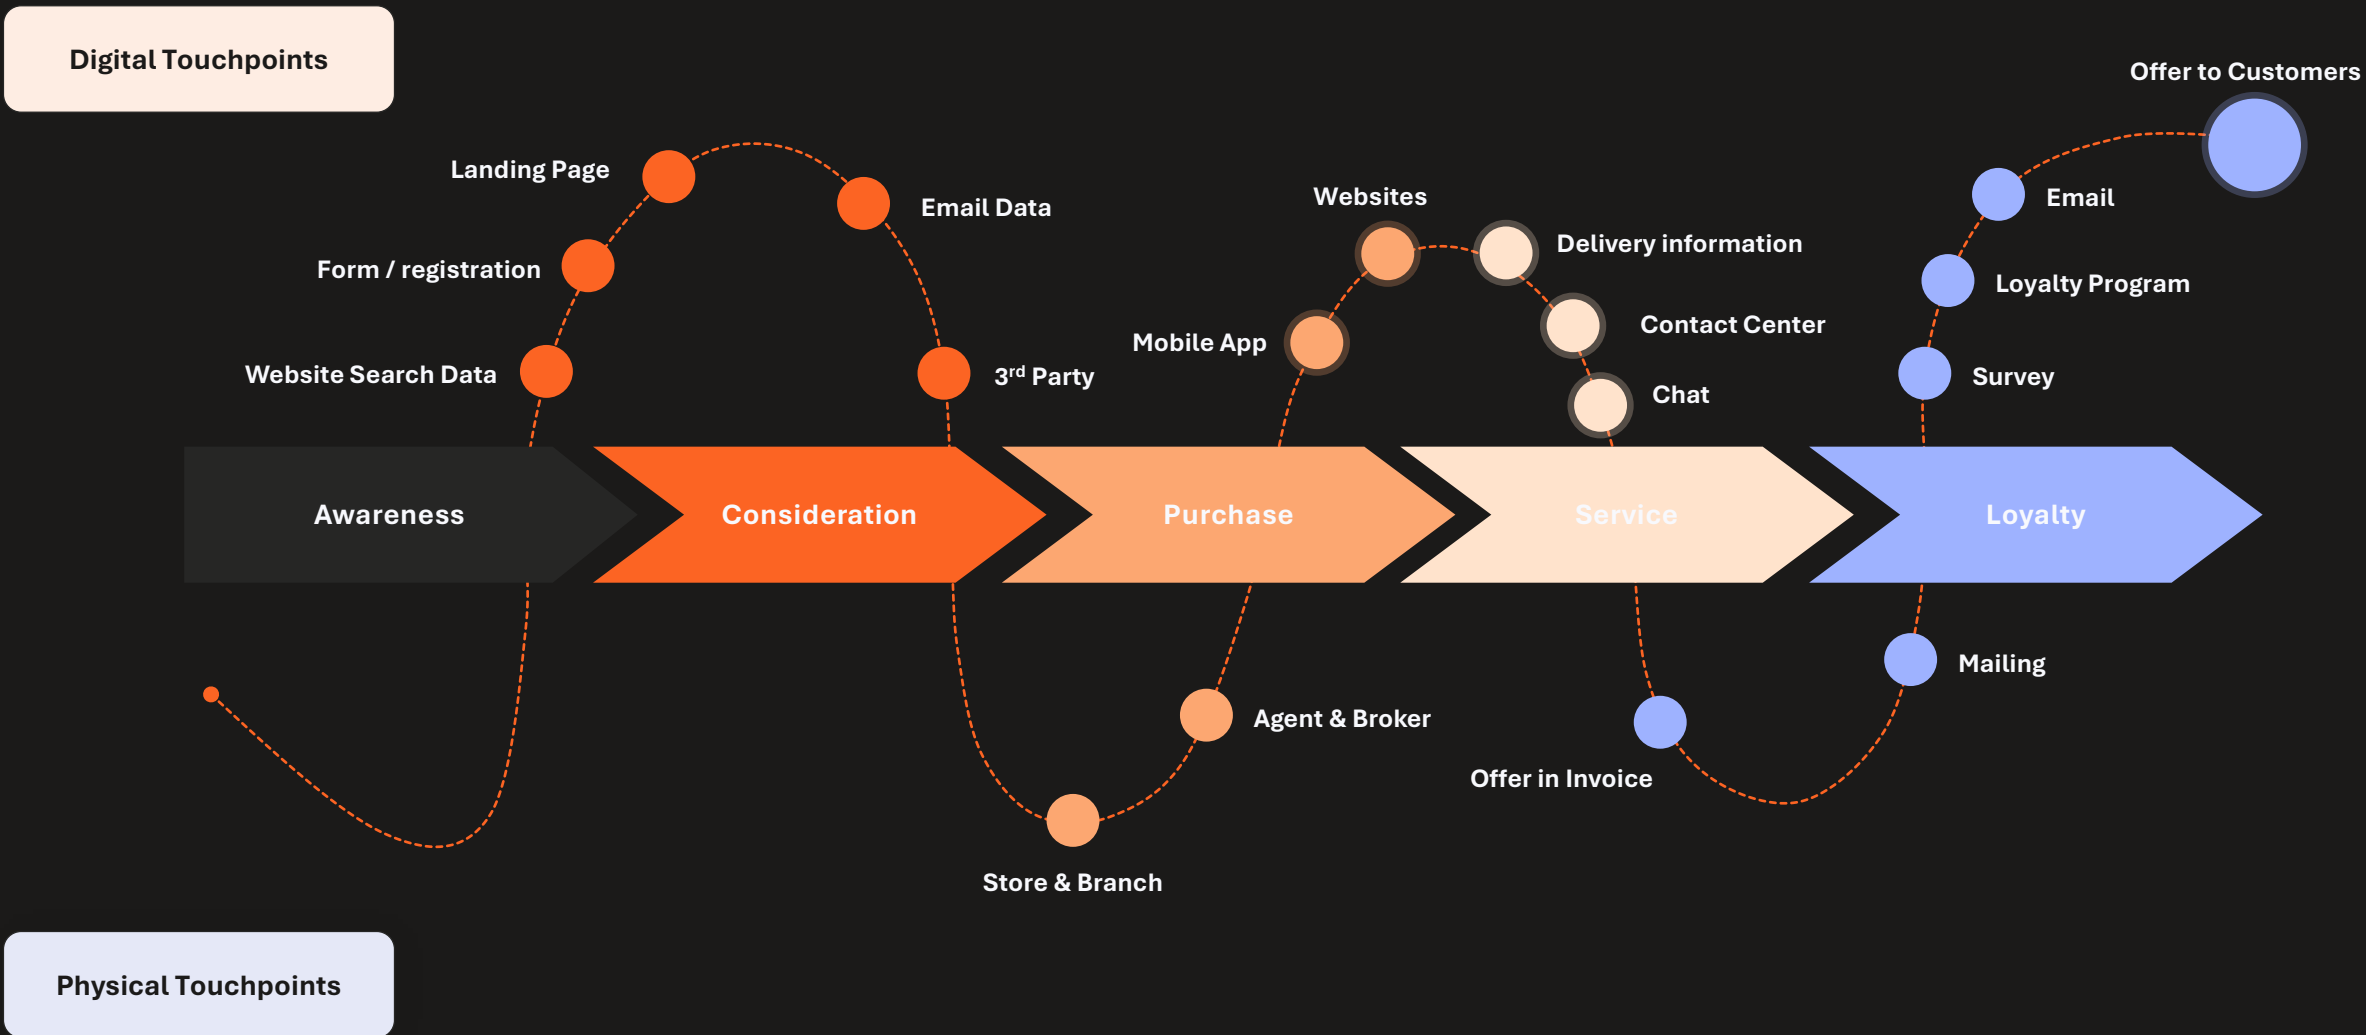 Digital Touchpoints
Offer to Customers
Landing Page
Email Data
Websites
Email
Form / registration
Delivery information
Loyalty Program
Website Search Data
3rd Party
Mobile App
Contact Center
Chat
Survey
Awareness
Consideration
Purchase
Service
Loyalty
Mailing
Agent & Broker
Offer in Invoice
Store & Branch
Physical Touchpoints